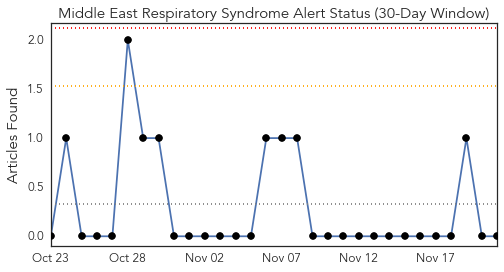 Middle East Respiratory Syndrome Alert Status (30-Day Window)
2.0
1.5
1.0
0.5
0.0
Articles Found
Oct 23 Oct 28 Nov 02 Nov 07 Nov 12 Nov 17